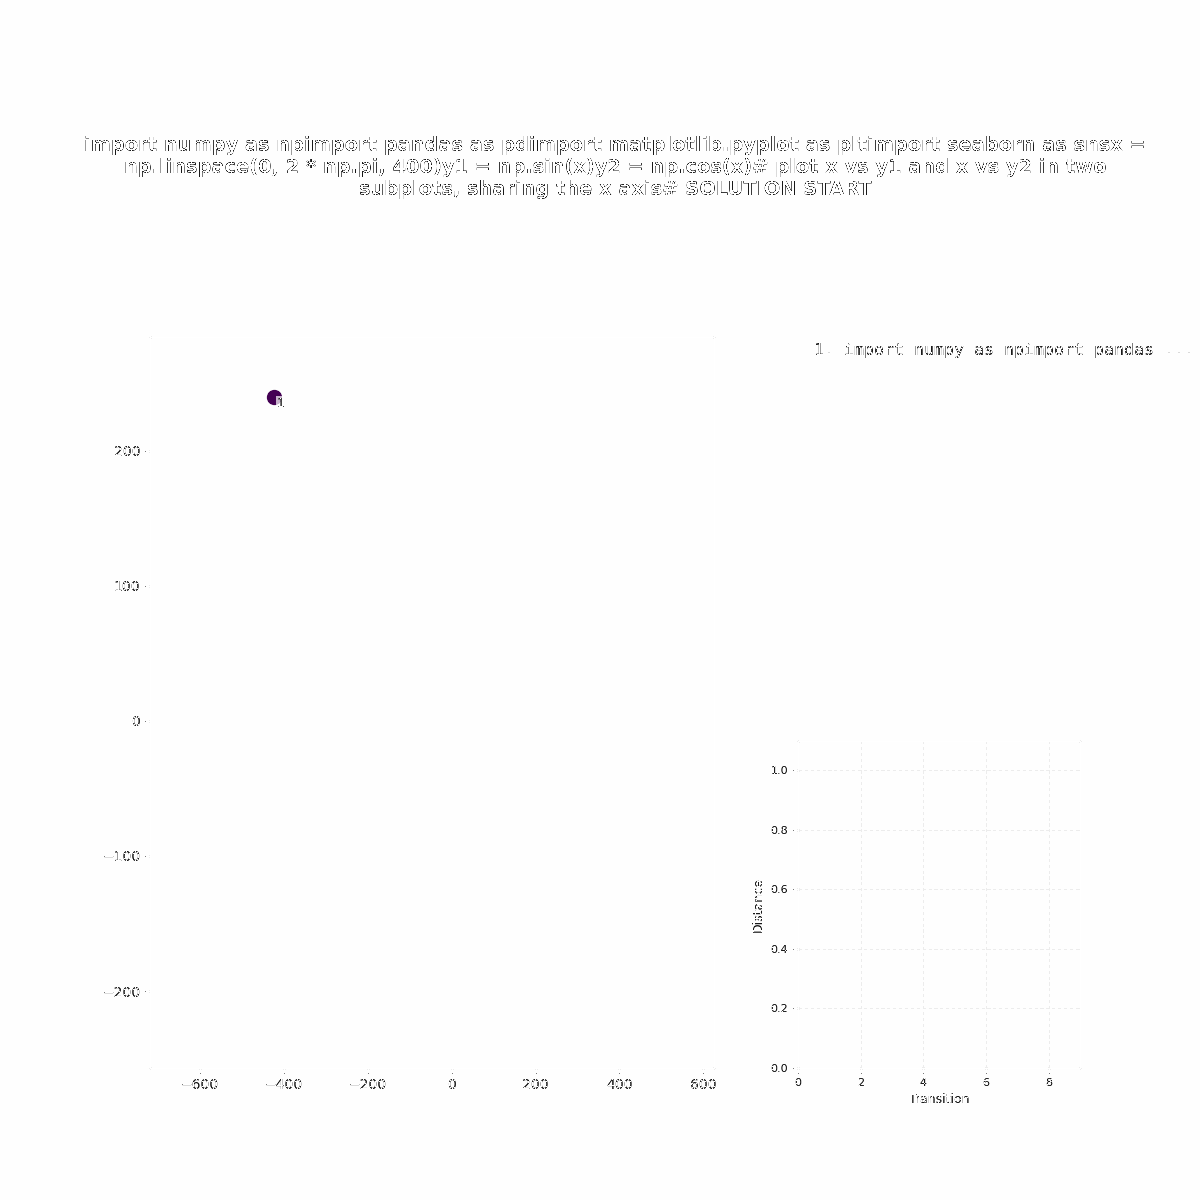 import numpy as npimport pandas as pdimport matplotlib.pyplot as pltimport seaborn as snsx =
np.linspace(0, 2 * np.pi, 400)y1 = np.sin(x)y2 = np.cos(x)# plot x vs y1 and x vs y2 in two
subplots, sharing the x axis# SOLUTION START
1. import numpy as npimport pandas ...
200
100
0
−100
−200
−600 −400 −200 0 200 400 600
1.0
0.8
0.6
0.4
0.2
0.0
Distance
0 2 4 6 8
Transition